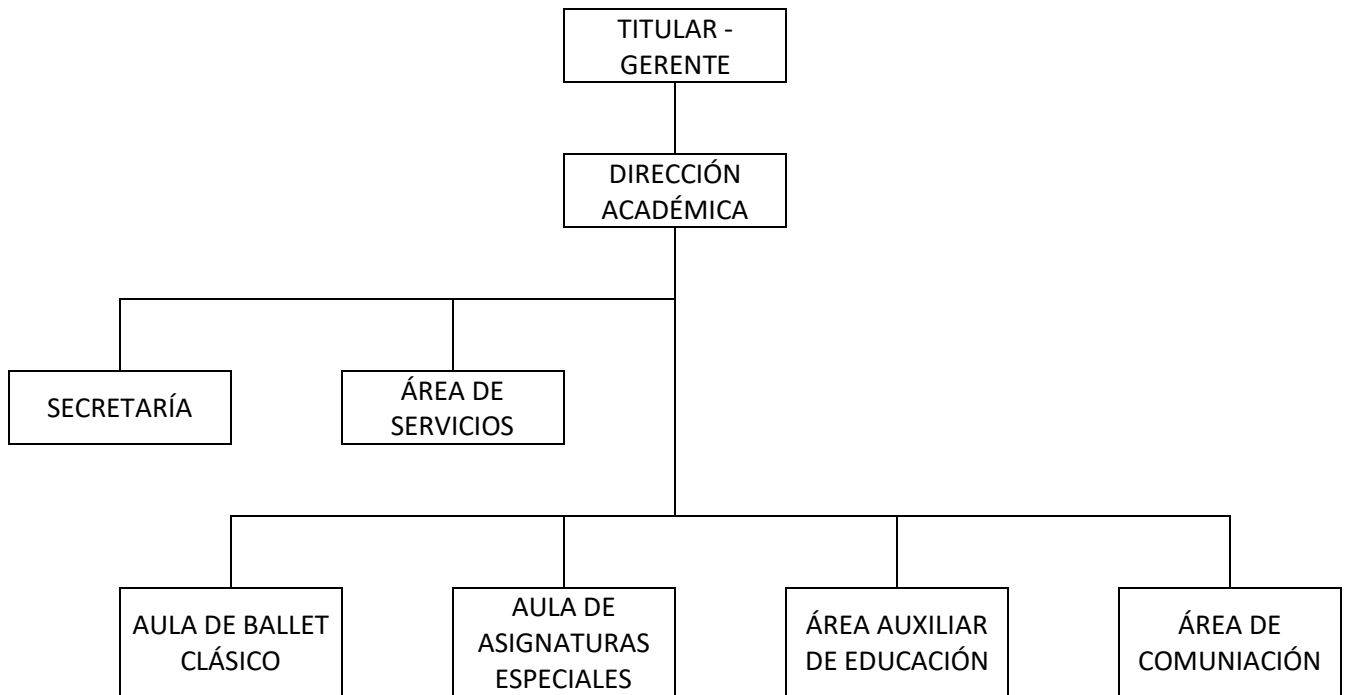 TITULAR -
GERENTE
DIRECCIÓN
ACADÉMICA
SECRETARÍA
ÁREA DE
SERVICIOS
AULA DE BALLET
CLÁSICO
AULA DE
ASIGNATURAS
ESPECIALES
ÁREA AUXILIAR
DE EDUCACIÓN
ÁREA DE
COMUNIACIÓN